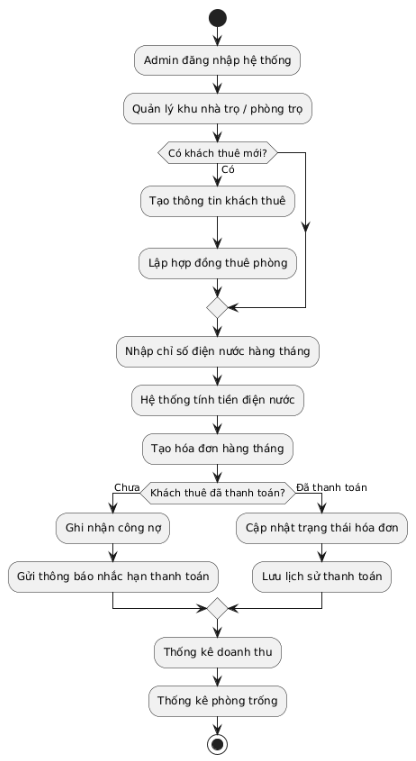 Admin đăng nhập hệ thống
Quản lý khu nhà trọ / phòng trọ
Có khách thuê mới?
Có
Tạo thông tin khách thuê
Lập hợp đồng thuê phòng
Nhập chỉ số điện nước hàng tháng
Hệ thống tính tiền điện nước
Tạo hóa đơn hàng tháng
Khách thuê đã thanh toán?
Chưa
Đã thanh toán
Ghi nhận công nợ
Cập nhật trạng thái hóa đơn
Gửi thông báo nhắc hạn thanh toán
Lưu lịch sử thanh toán
Thống kê doanh thu
Thống kê phòng trống